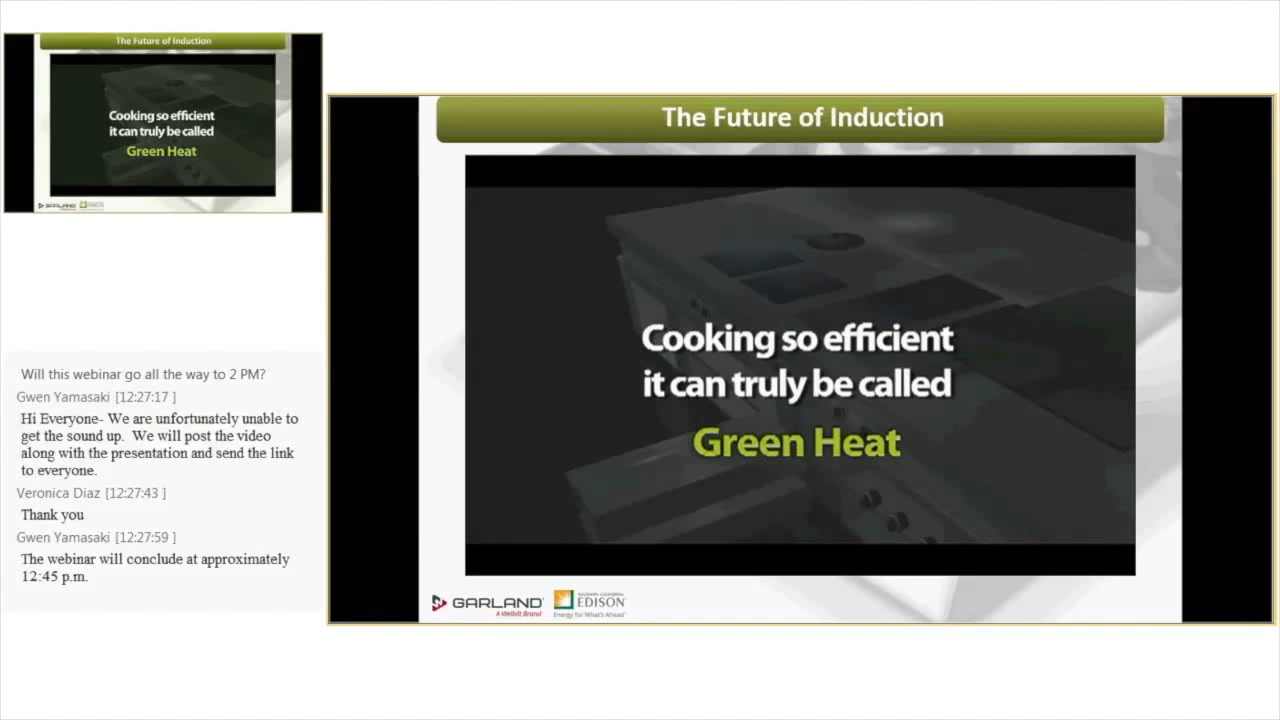 The Future of Induction
Cooking so efficient
it can truly be called
Green Heat
GARLAND
EDISON
Will this webinar go all the way to 2 PM?
Gwen Yamasaki [12:27:17 ]
Hi Everyone- We are unfortunately unable to
get the sound up. We will post the video
along with the presentation and send the link
to everyone.
Veronica Diaz [12:27:43 ]
Thank you
Gwen Yamasaki [12:27:59 ]
The webinar will conclude at approximately
12:45 p.m.
The Future of Induction
Cooking so efficient
it can truly be called
Green Heat
GARLAND
A Welbilt Brand
SOUTHERN CALIFORNIA
EDISON
Energy for What's Ahead